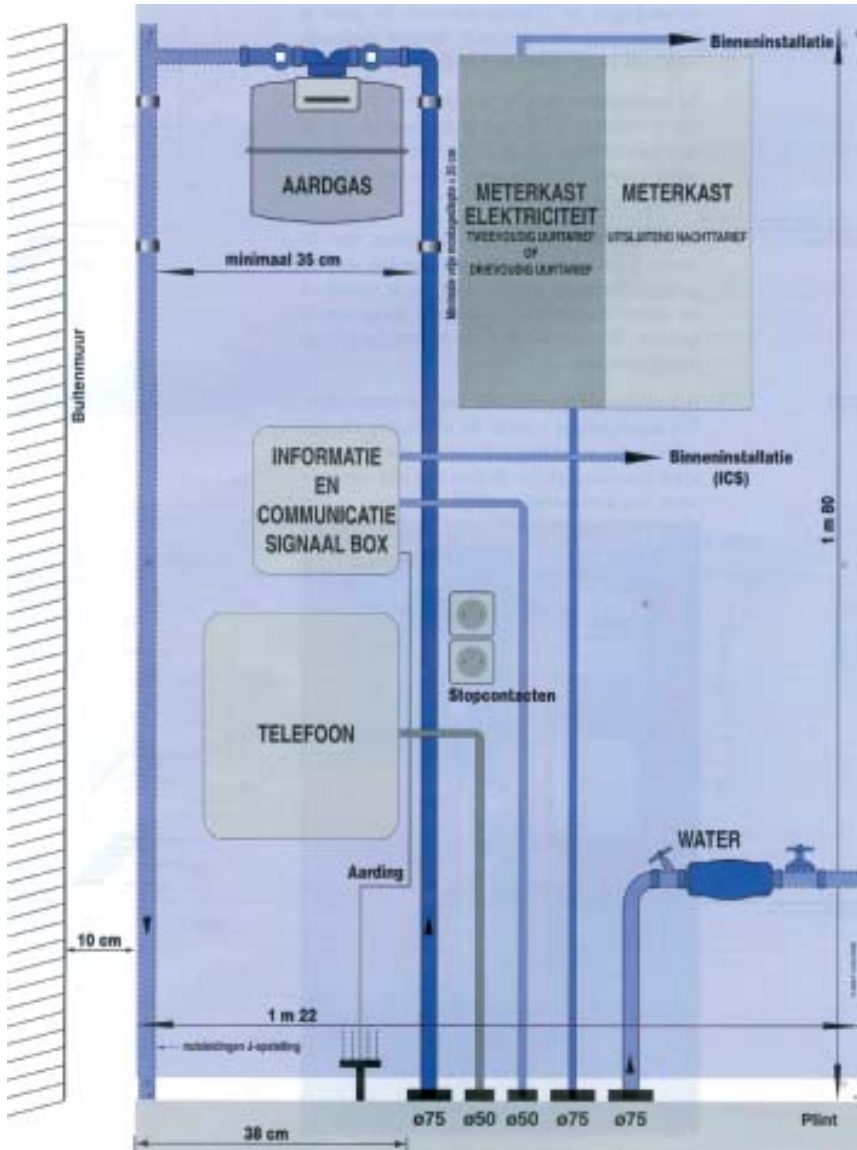 Binneninstallatie
AARDGAS
METERKAST
ELEKTRICITEIT
TWEEVOUDIG UURTARIEF
OF
DRIEVOUDIG UURTARIEF
METERKAST
UITSLUITEND NACHTTARIEF
minimaal 35 cm
Buitenmuur
INFORMATIE
EN
COMMUNICATIE
SIGNAAL BOX
Binneninstallatie
(ICS)
1 m 80
Stopcontacten
TELEFOON
WATER
Aarding
10 cm
1 m 22
nutsleidingen J-opstelling
ø75
ø50
ø50
ø75
ø75
Plint
38 cm